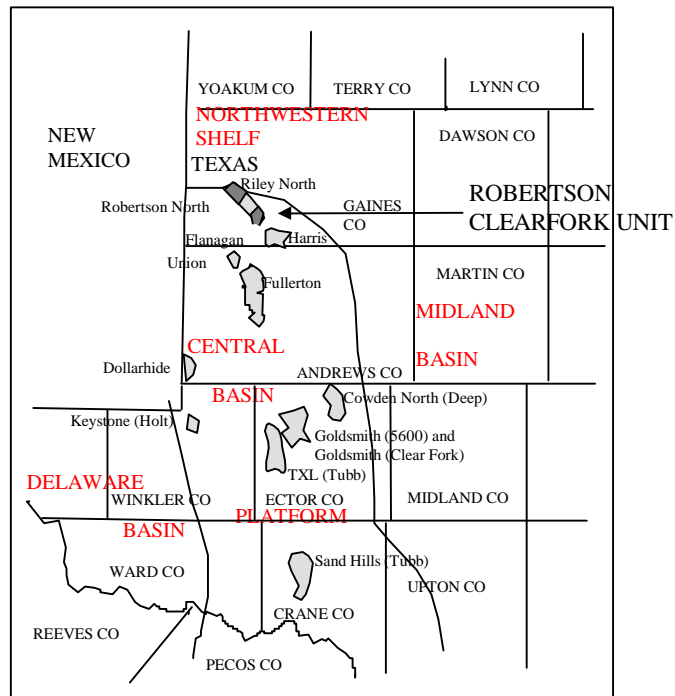 YOAKUM CO
TERRY CO
LYNN CO
NORTHWESTERN
SHELF
NEW
MEXICO
DAWSON CO
TEXAS
Riley North
Robertson North
GAINES
CO
ROBERTSON
CLEARFORK UNIT
Flanagan
Harris
Union
Fullerton
MARTIN CO
MIDLAND
BASIN
CENTRAL
Dollarhide
ANDREWS CO
BASIN
Cowden North (Deep)
Keystone (Holt)
Goldsmith (5600) and
Goldsmith (Clear Fork)
TXL (Tubb)
DELAWARE
WINKLER CO
ECTOR CO
MIDLAND CO
PLATFORM
BASIN
Sand Hills (Tubb)
WARD CO
UPTON CO
CRANE CO
REEVES CO
PECOS CO